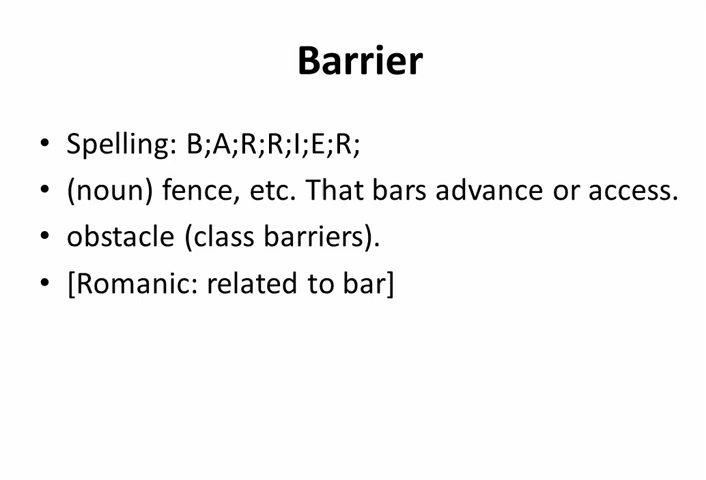 Barrier
• Spelling: B;A;R;R;I;E;R;
• (noun) fence, etc. That bars advance or access.
• obstacle (class barriers).
• [Romanic: related to bar]